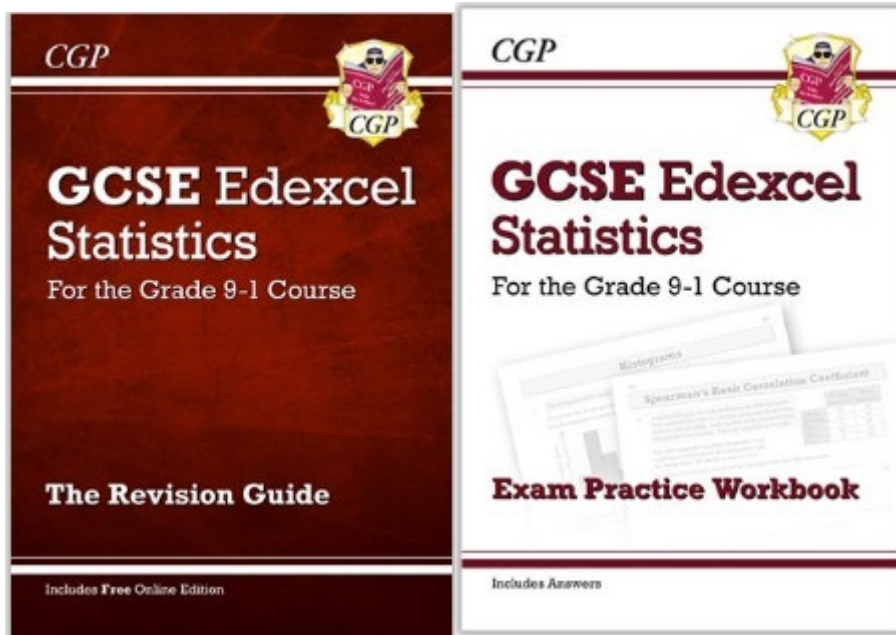 CGP
CGP
CGP
GCSE Edexcel
Statistics
For the Grade 9-1 Course
The Revision Guide
Includes Free Online Edition
CGP
CGP
CGP
GCSE Edexcel
Statistics
For the Grade 9-1 Course
Histograms
Spearman's Rank Correlation Coefficient
Exam Practice Workbook
Includes Answers